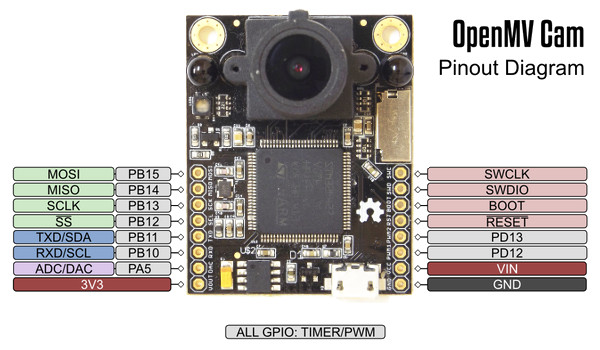 OpenMV Cam
Pinout Diagram
MOSI PB15
MISO PB14
SCLK PB13
SS PB12
TXD/SDA PB11
RXD/SCL PB10
ADC/DAC PA5
3V3
SWCLK
SWDIO
BOOT
RESET
PD13
PD12
VIN
GND
ALL GPIO: TIMER/PWM